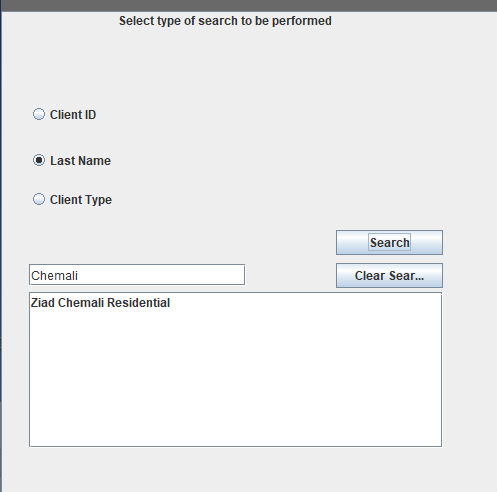 Select type of search to be performed
Client ID
Last Name
Client Type
Search
Chemali
Clear Sear...
Ziad Chemali Residential